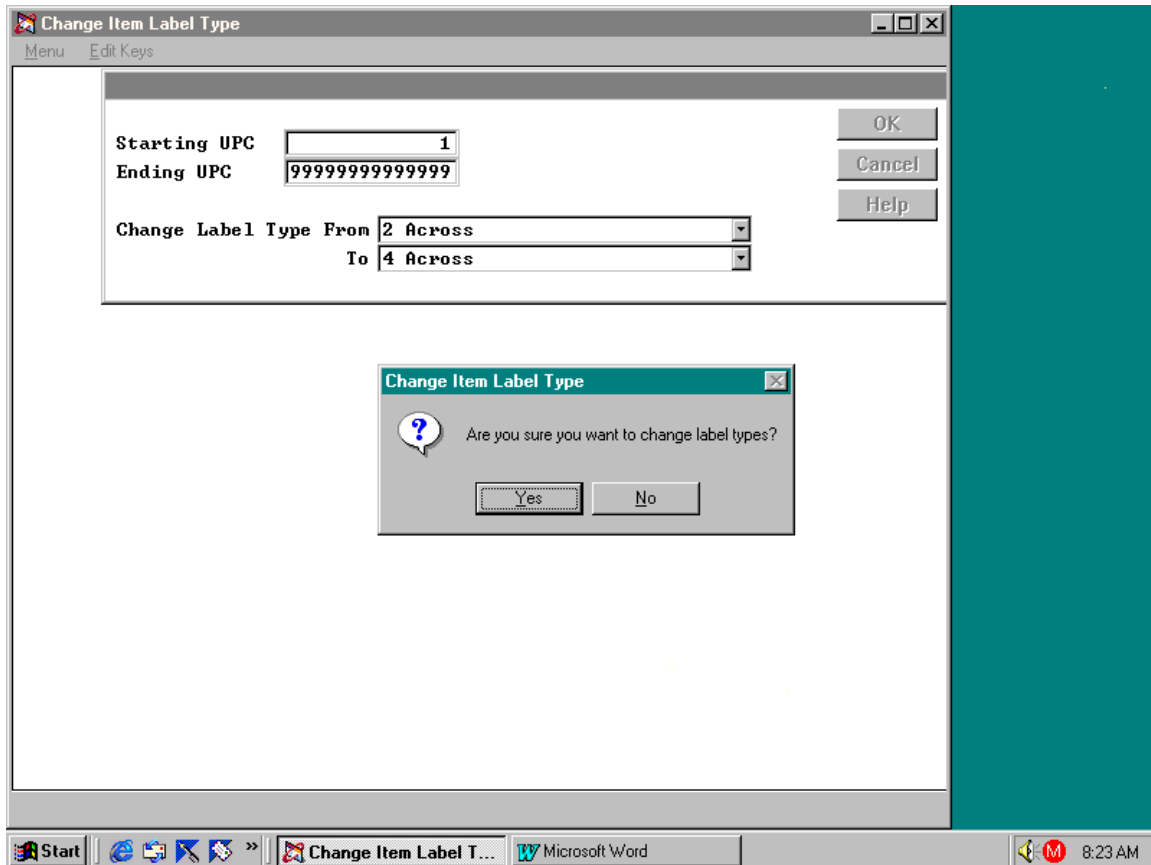 Change Item Label Type
Menu Edit Keys
OK
Starting UPC 1
Ending UPC 99999999999999
Cancel
Help
Change Label Type From 2 Across
To 4 Across
Change Item Label Type
? Are you sure you want to change label types?
Yes No
Start » Change Item Label T... W Microsoft Word M 8:23 AM